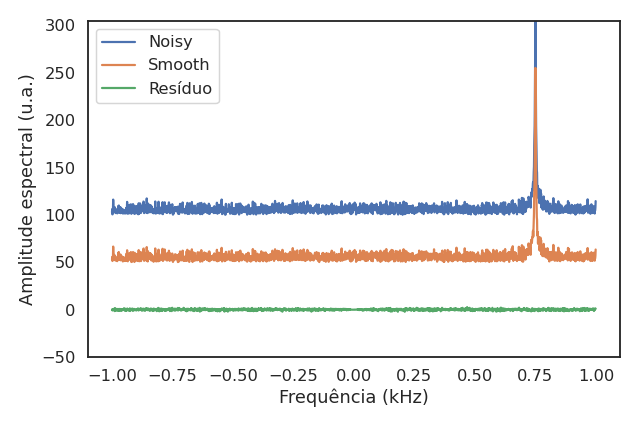 300
250
200
150
100
50
0
−50
Amplitude espectral (u.a.)
Noisy
Smooth
Resíduo
−1.00 −0.75 −0.50 −0.25 0.00 0.25 0.50 0.75 1.00
Frequência (kHz)